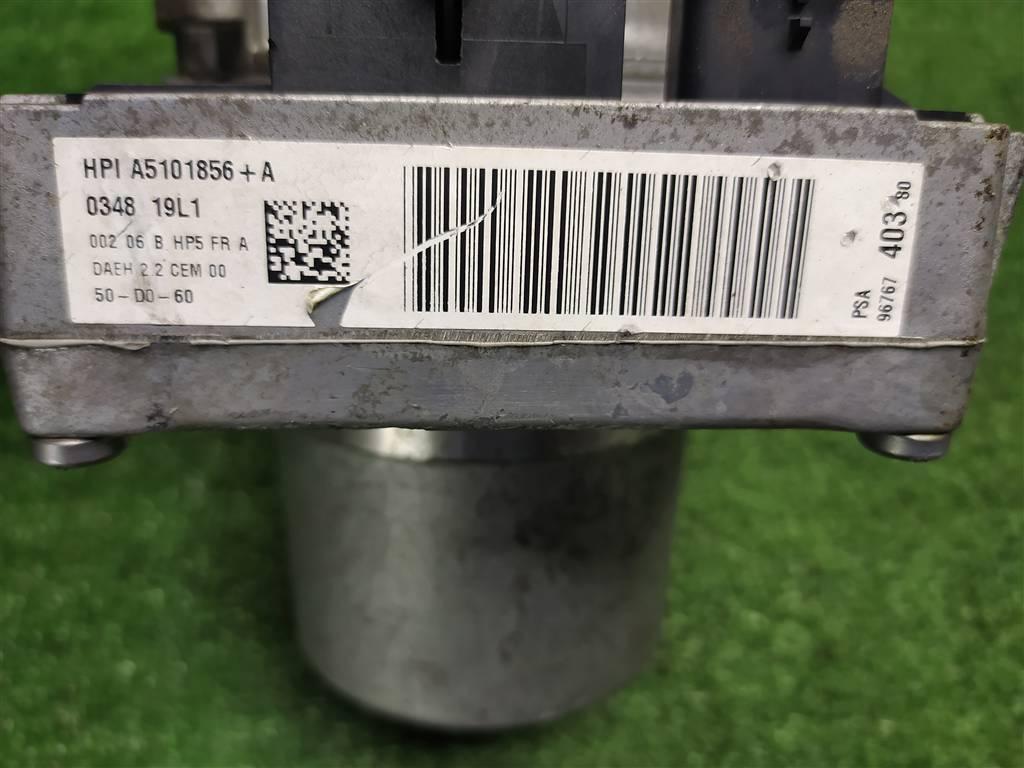 HPI A5101856+A
0348 19L1
002 06 B HP5 FR A
DAEH 2.2 CEM 00
50-D0-60
PSA
96767 403 80